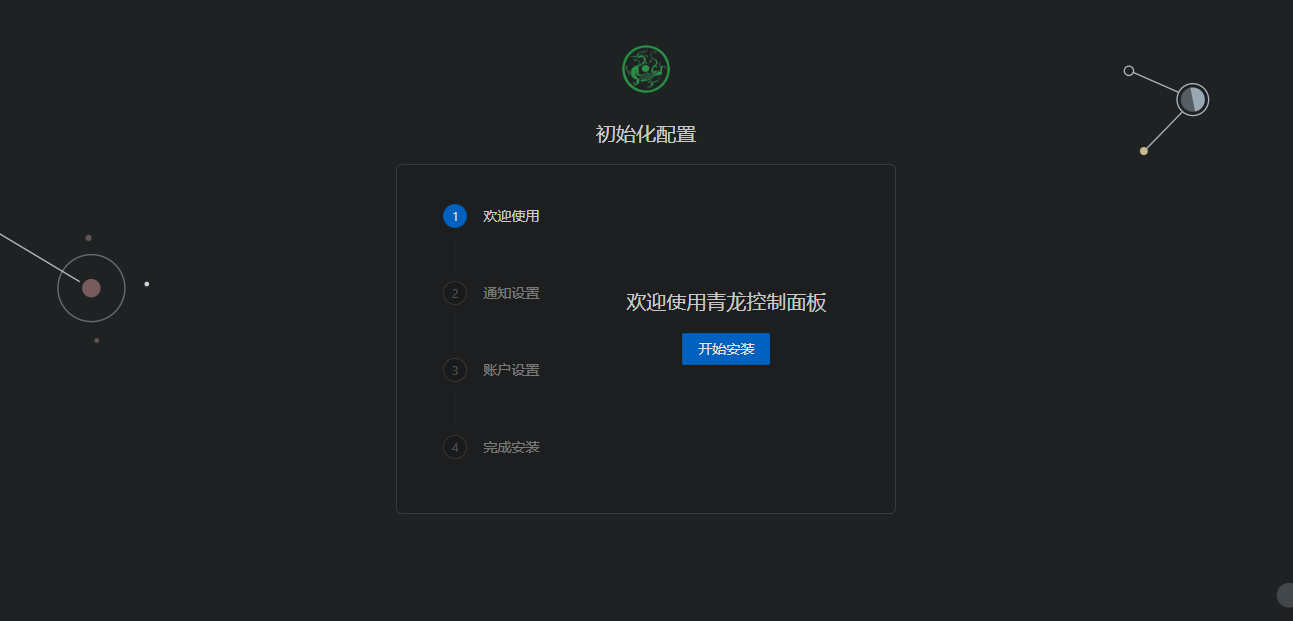 初始化配置
1 欢迎使用
2 通知设置
欢迎使用青龙控制面板
开始安装
3 账户设置
4 完成安装